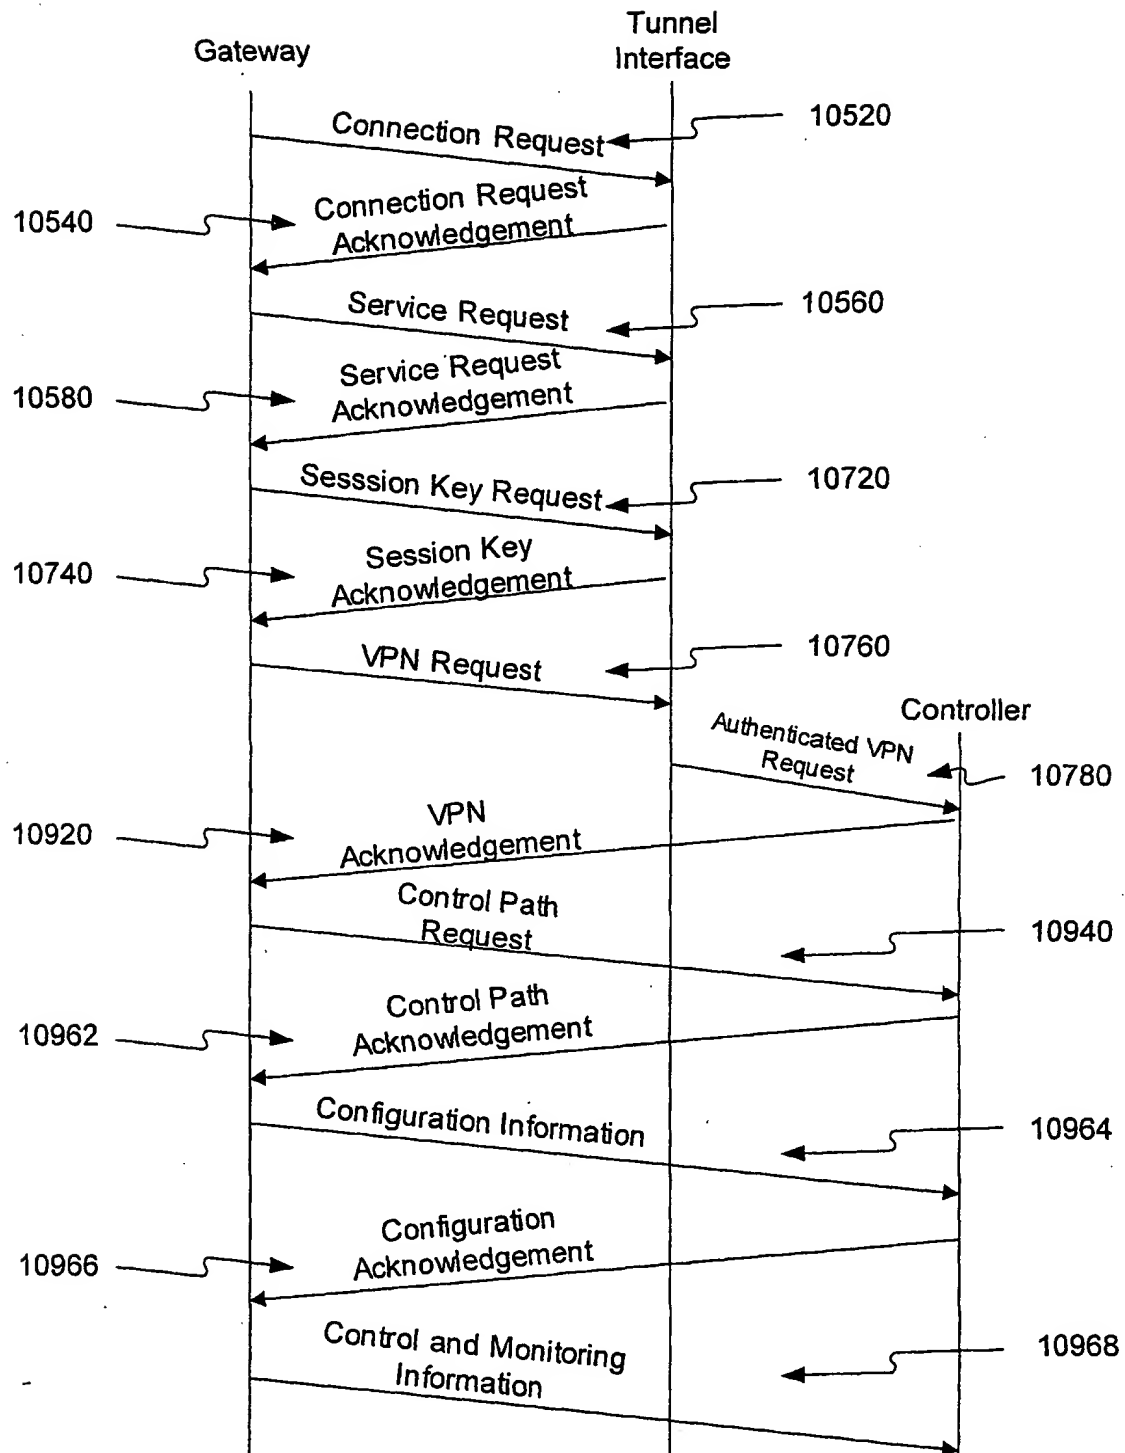 Gateway
Tunnel
Interface
Connection Request
10520
Connection Request
Acknowledgement
10540
Service Request
10560
Service Request
Acknowledgement
10580
Sesssion Key Request
10720
Session Key
Acknowledgement
10740
VPN Request
10760
Controller
Authenticated VPN
Request
10780
VPN
Acknowledgement
10920
Control Path
Request
10940
Control Path
Acknowledgement
10962
Configuration Information
10964
Configuration
Acknowledgement
10966
Control and Monitoring
Information
10968